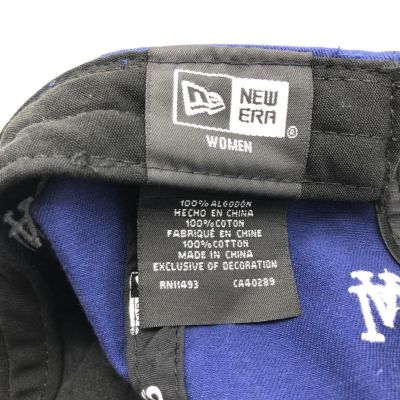 NEW
ERA
®
WOMEN
100% ALGODÓN
HECHO EN CHINA
100% COTON
FABRIQUÉ EN CHINE
100% COTTON
MADE IN CHINA
EXCLUSIVE OF DECORATION
RN11493 CA40289